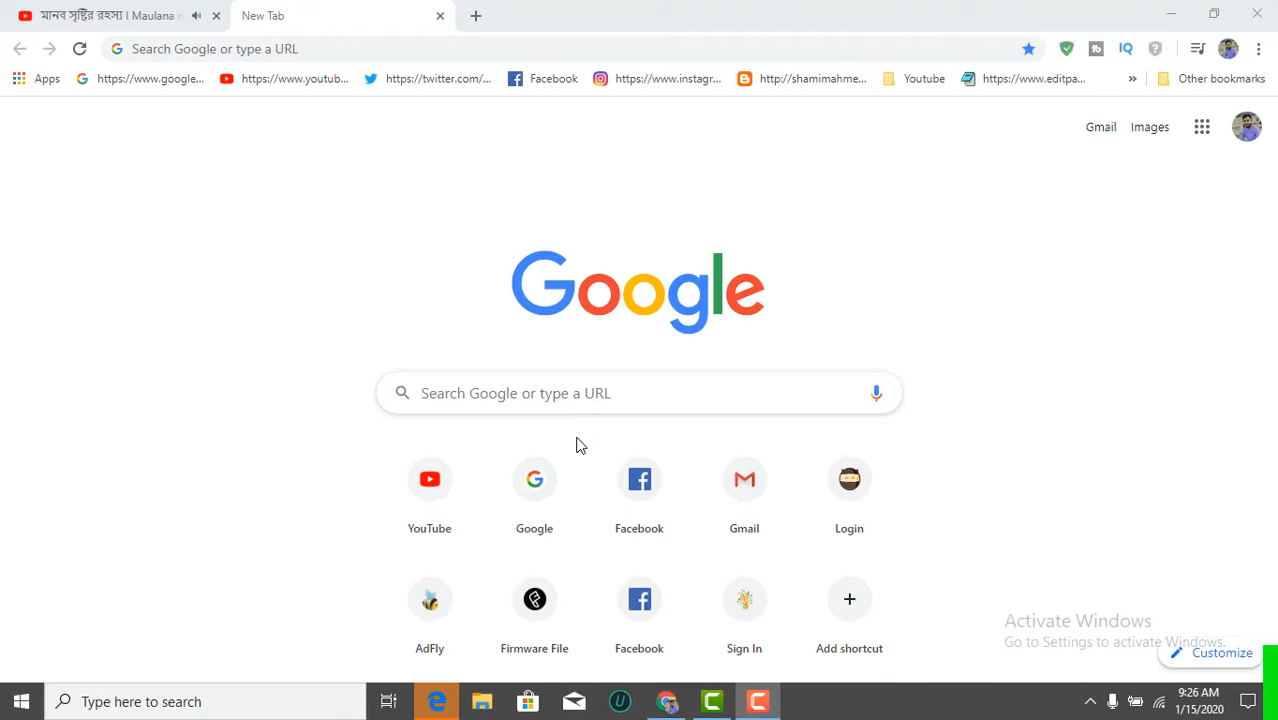 মানব সৃষ্টির রহস্য । Maulana
New Tab
Search Google or type a URL
Apps
https://www.google...
https://www.youtub...
https://twitter.com/...
Facebook
https://www.instagr...
http://shamimahme...
Youtube
https://www.editpa...
»
Other bookmarks
Gmail
Images
Google
Search Google or type a URL
YouTube
Google
Facebook
Gmail
Login
AdFly
Firmware File
Facebook
Sign In
Add shortcut
Activate Windows
Go to Settings to activate Windows.
Customize
Type here to search
9:26 AM
1/15/2020